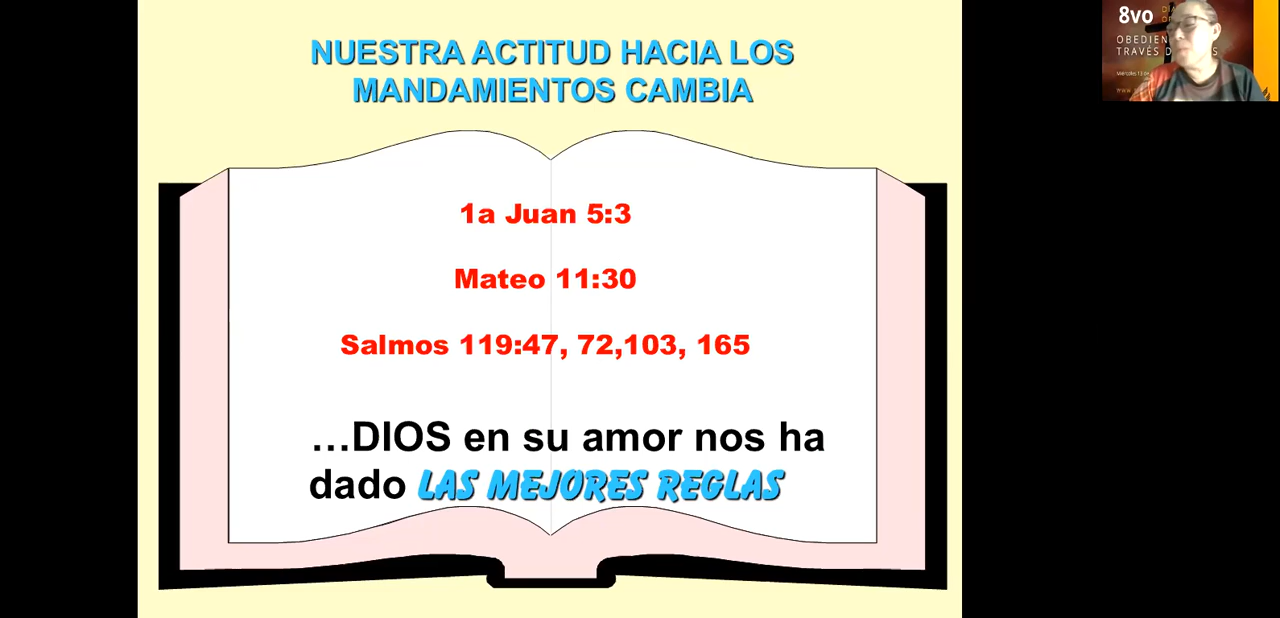 NUESTRA ACTITUD HACIA LOS
MANDAMIENTOS CAMBIA
1a Juan 5:3
Mateo 11:30
Salmos 119:47, 72,103, 165
...DIOS en su amor nos ha
dado LAS MEJORES REGLAS
8vo